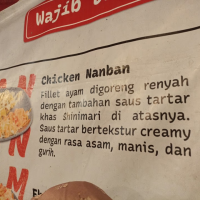 Wajib
Chicken Nanban
Fillet ayam digoreng renyah
dengan tambahan saus tartar
khas Shinimari di atasnya.
Saus tartar bertekstur creamy
dengan rasa asam, manis, dan
gurih.
N
N
M